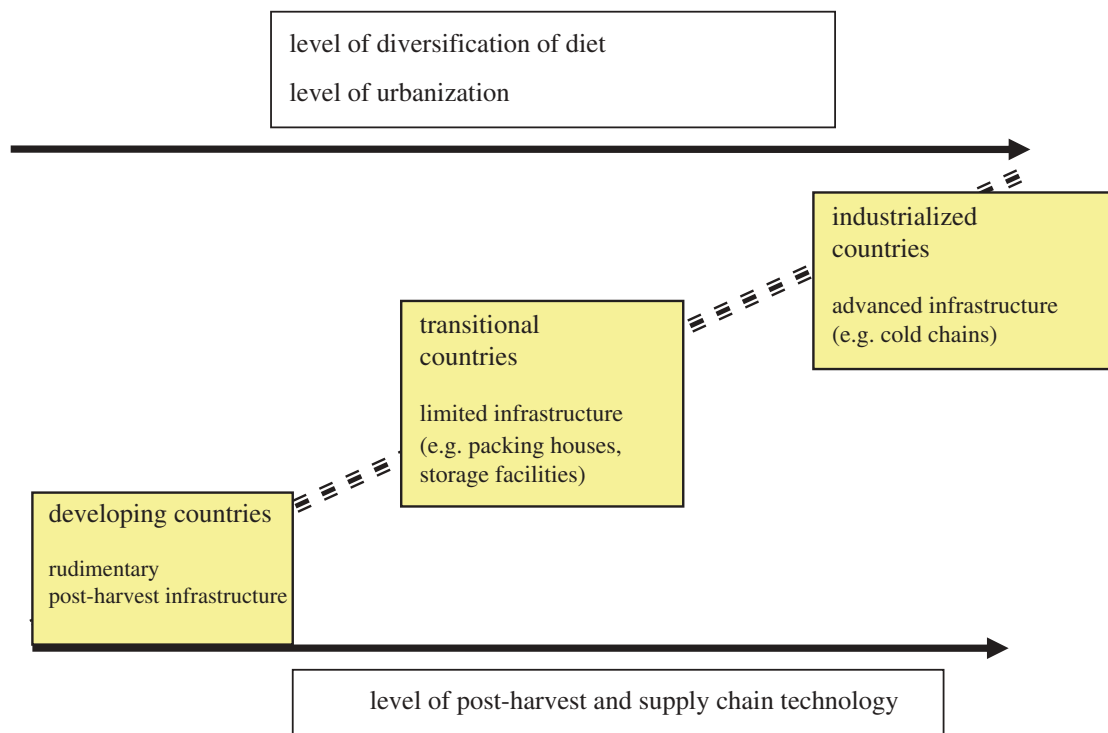 level of diversification of diet
level of urbanization
industrialized
countries
advanced infrastructure
(e.g. cold chains)
transitional
countries
limited infrastructure
(e.g. packing houses,
storage facilities)
developing countries
rudimentary
post-harvest infrastructure
level of post-harvest and supply chain technology